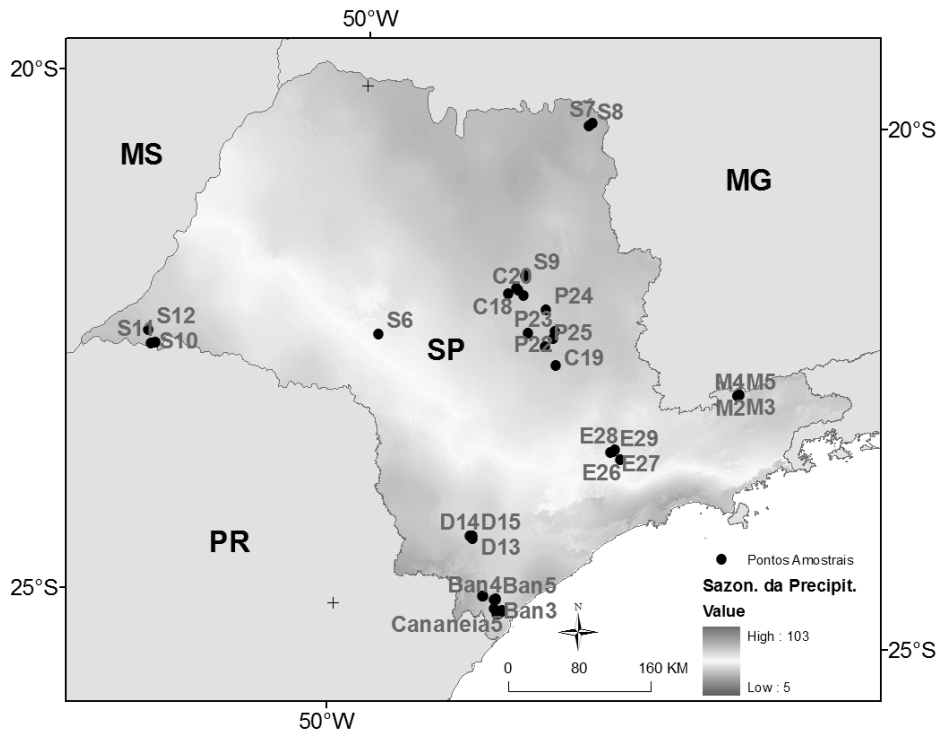 50°W
20°S
S7 S8
20°S
MS
MG
S9
C20
P24
C18
S12
S11
P23
S6
P25
S10
SP
P22
C19
M4 M5
M2 M3
E28 E29
E27
E26
D14 D15
PR
D13
Pontos Amostrais
Ban4 Ban5
Sazon. da Precipit.
25°S
Ban3
Value
N
Cananeia5
High : 103
25°S
0 80 160 KM
Low : 5
50°W